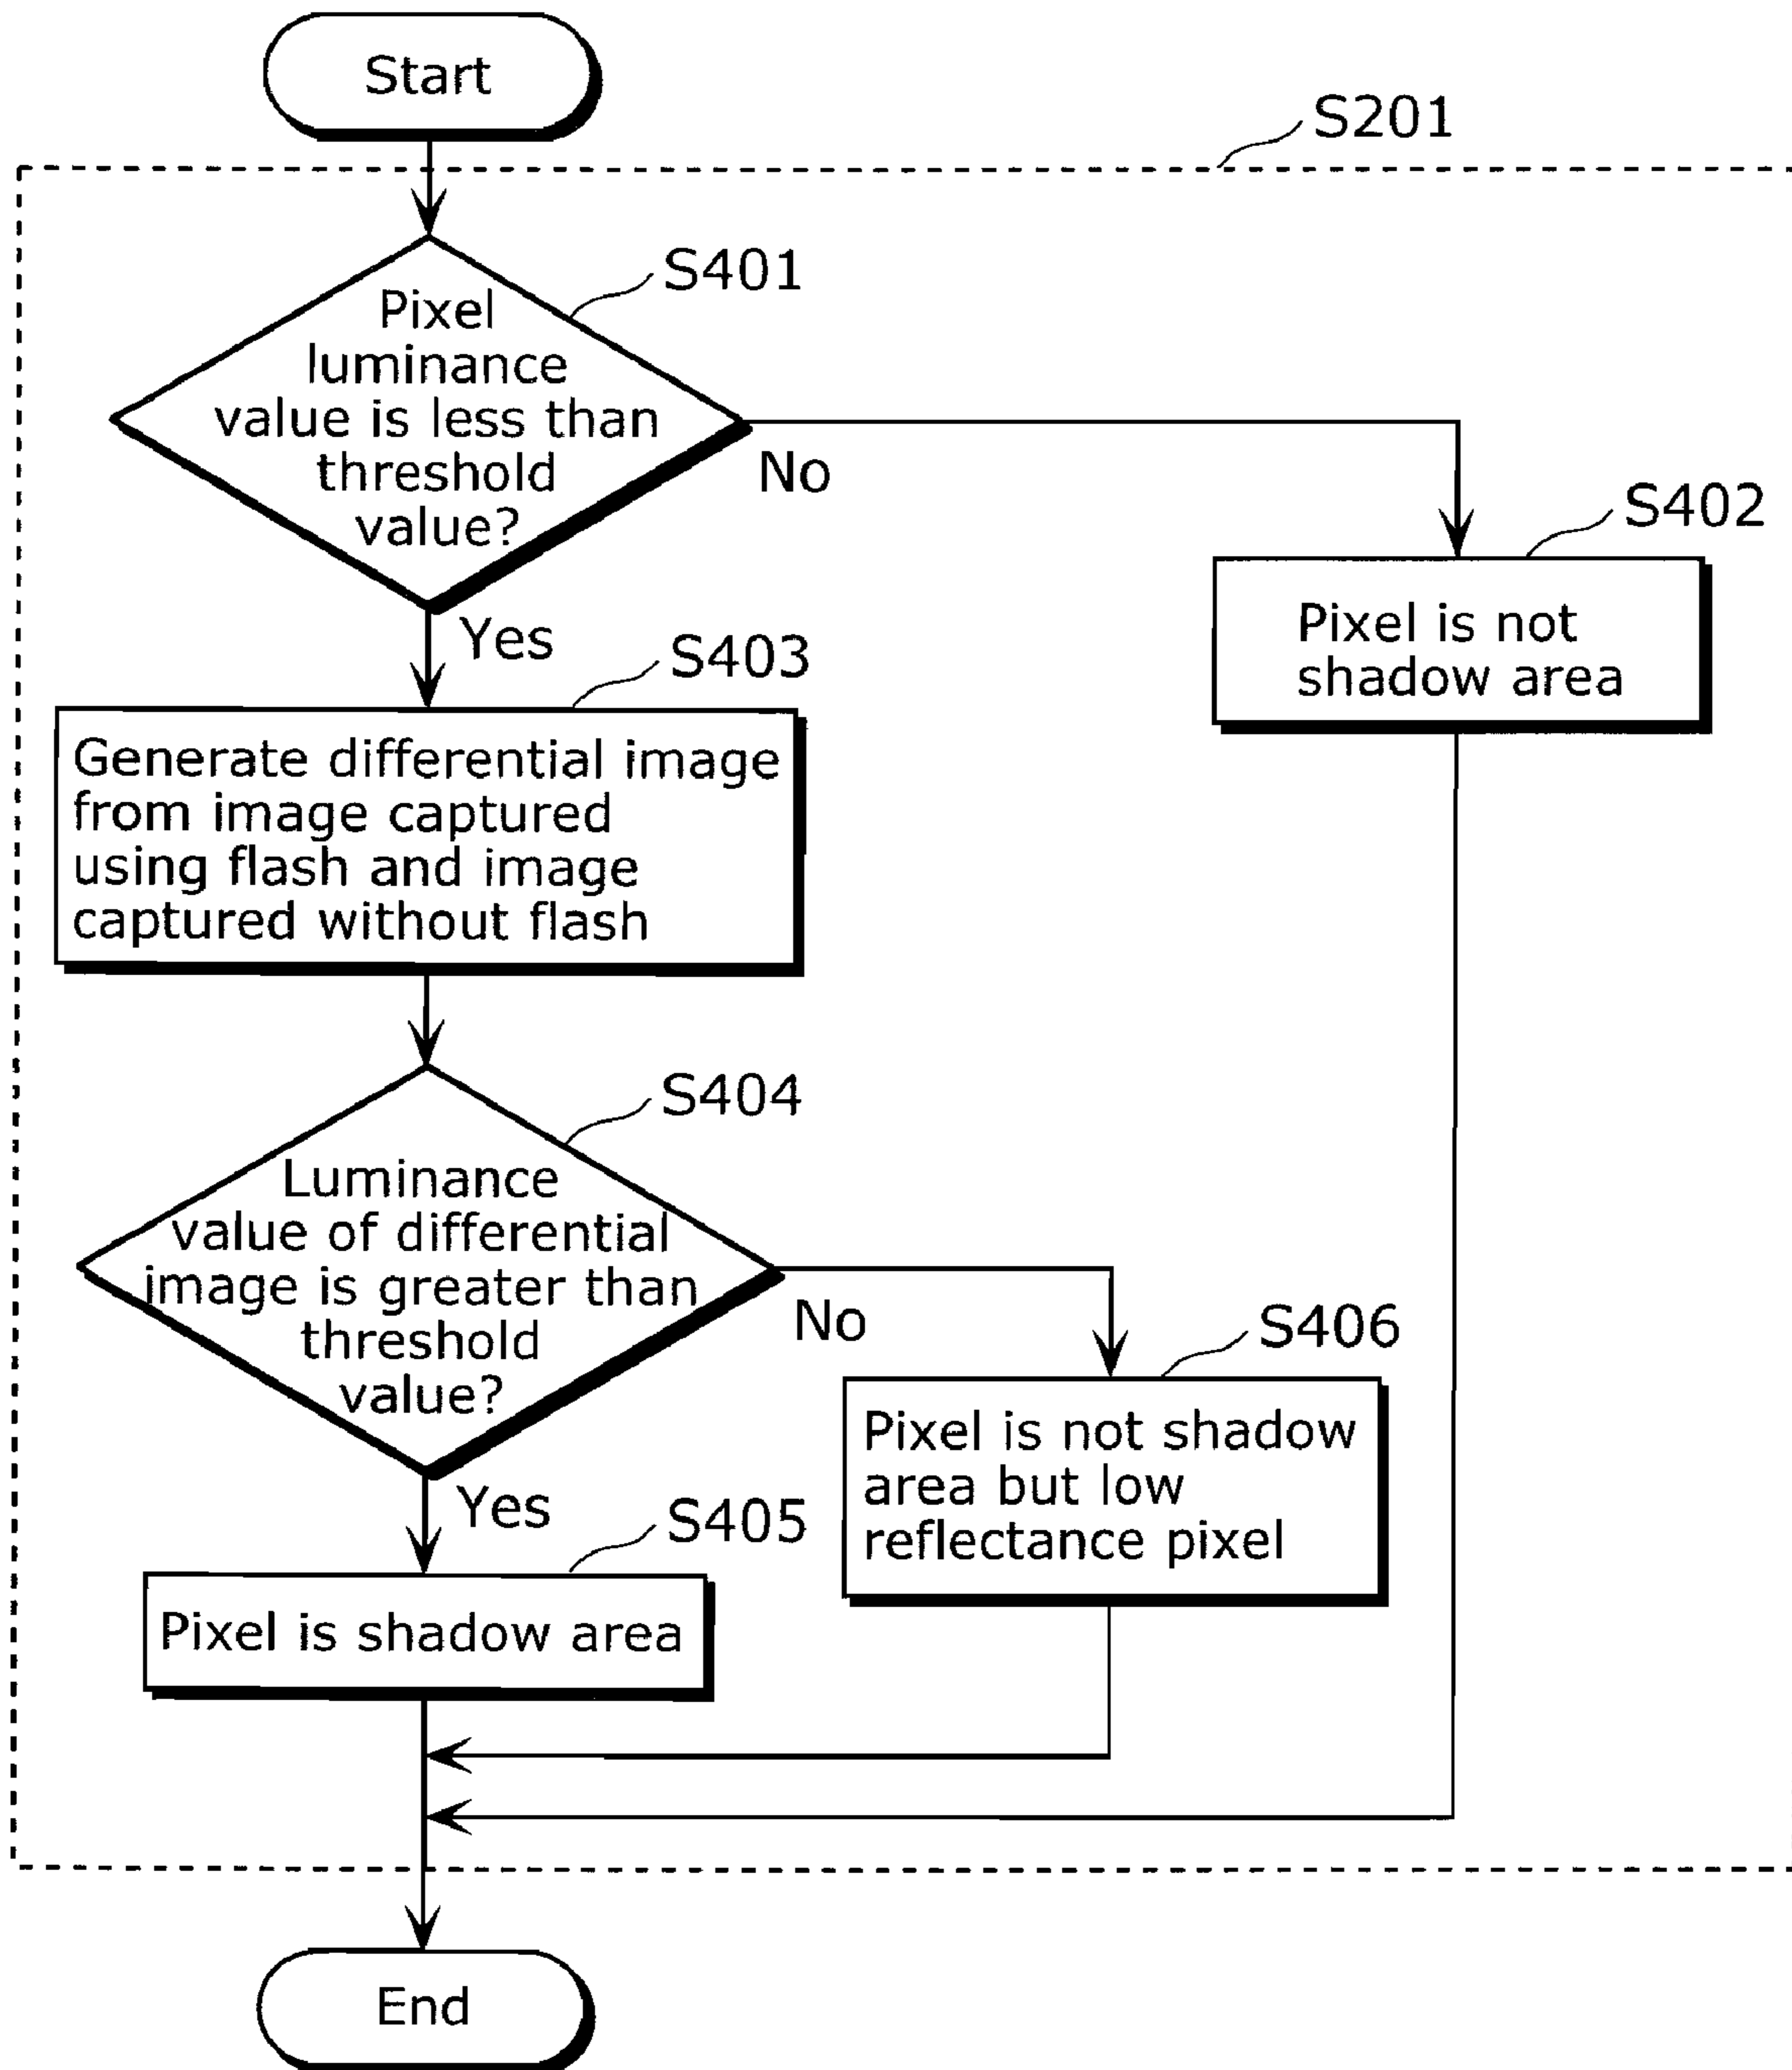 Start
S201
S401
Pixel
luminance
value is less than
threshold
value?
No
S402
Pixel is not
shadow area
Yes
S403
Generate differential image
from image captured
using flash and image
captured without flash
S404
Luminance
value of differential
image is greater than
threshold
value?
No
S406
Pixel is not shadow
area but low
reflectance pixel
Yes
S405
Pixel is shadow area
End